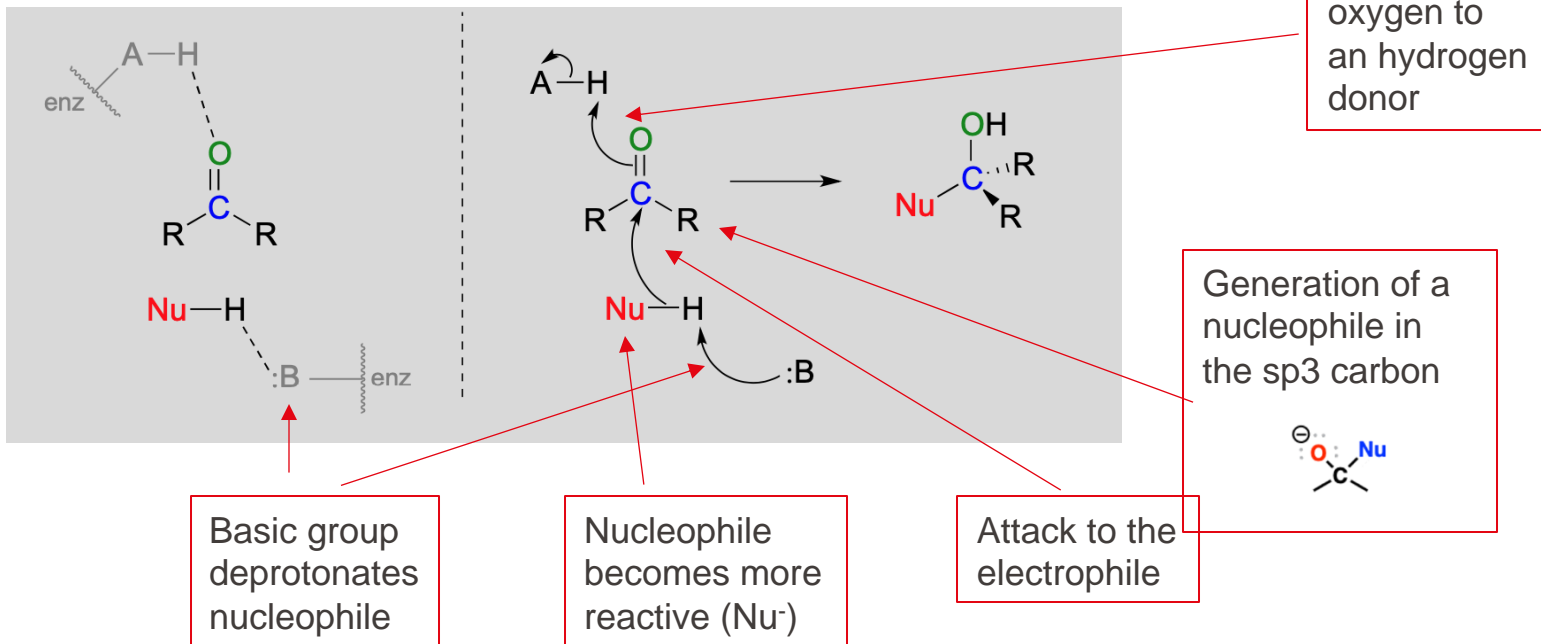 oxygen to
an hydrogen
donor
A—H
enz
O
C
R R
Nu—H
:B enz
A—H
O
C
R R
Nu—H
:B
OH
C R
Nu R
Generation of a
nucleophile in
the sp3 carbon
⊖
:O: Nu
C
Basic group
deprotonates
nucleophile
Nucleophile
becomes more
reactive (Nu-)
Attack to the
electrophile